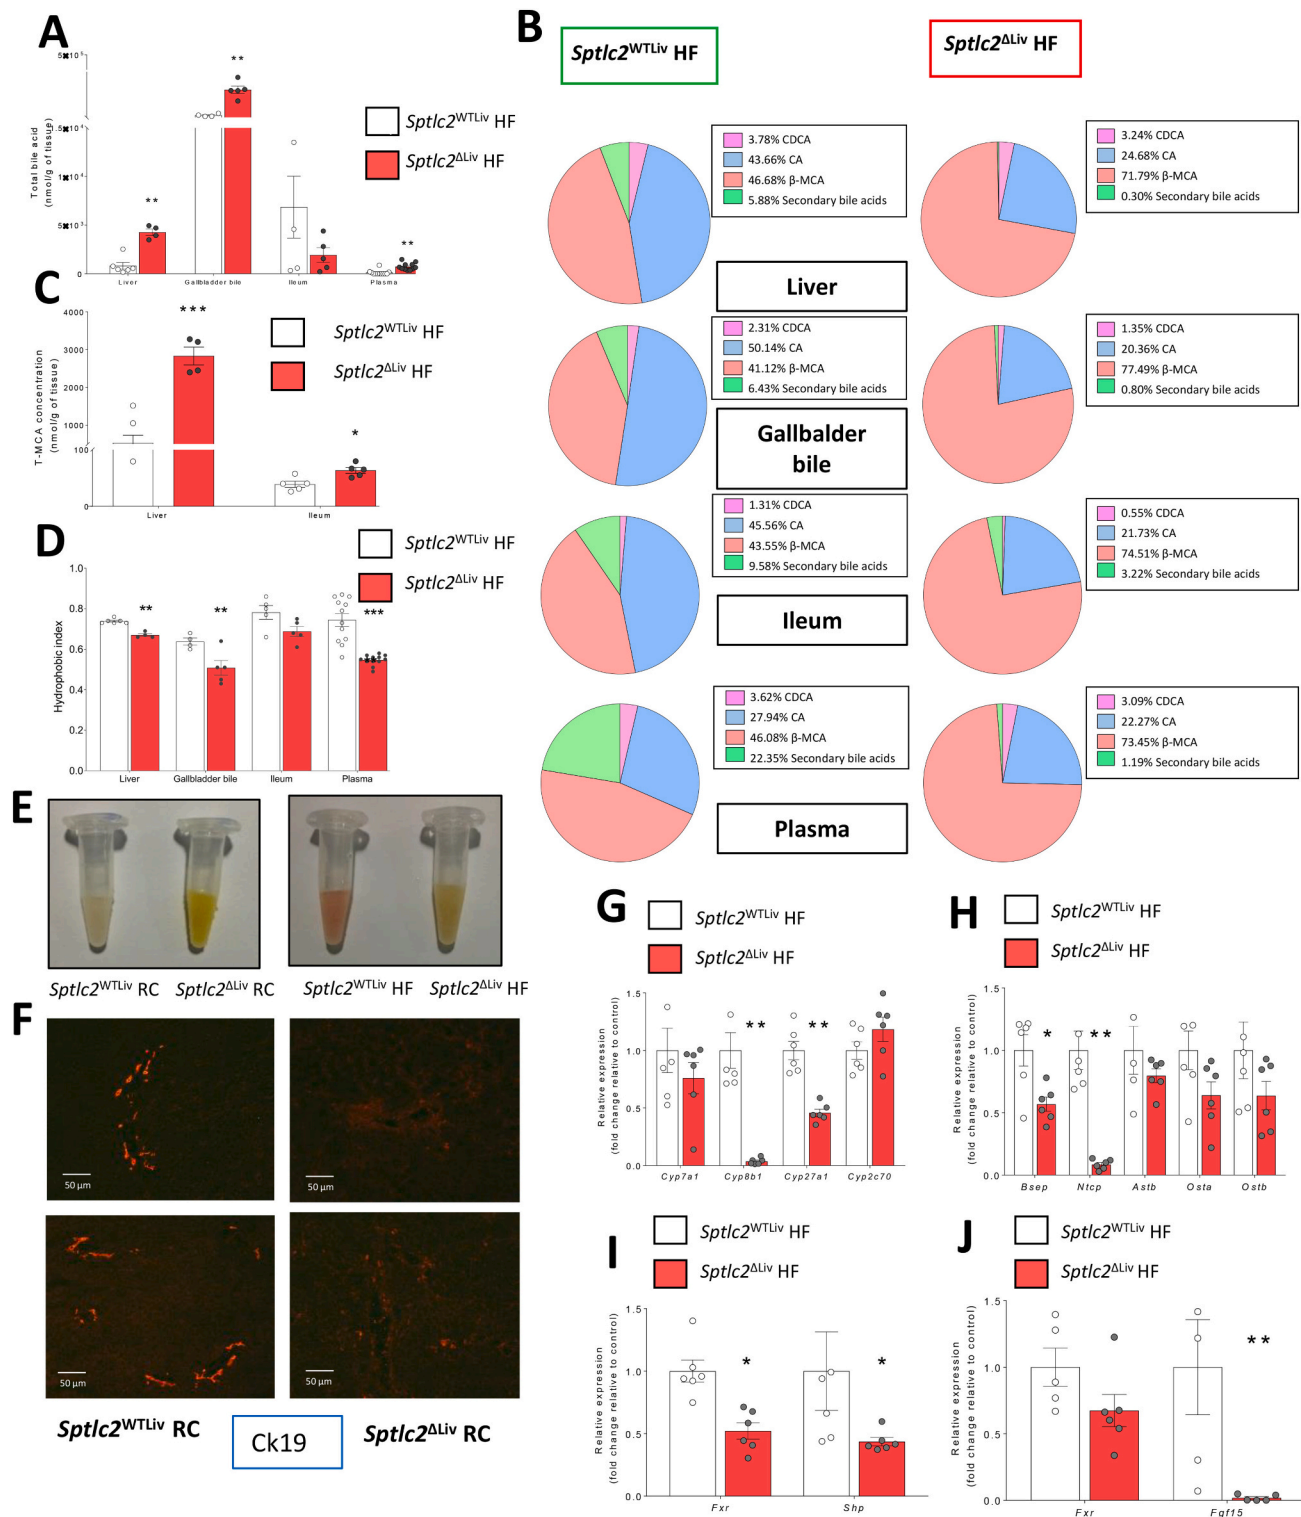 A
Total bile acid
(nmol/g of tissue)
5✖10⁵
1.5✖10⁴
1✖10⁴
5✖10³
0
**
**
**
Liver
Gallbladder bile
Ileum
Plasma
Sptlc2WTLiv HF
Sptlc2ΔLiv HF
B
Sptlc2WTLiv HF
Sptlc2ΔLiv HF
3.78% CDCA
43.66% CA
46.68% β-MCA
5.88% Secondary bile acids
3.24% CDCA
24.68% CA
71.79% β-MCA
0.30% Secondary bile acids
Liver
2.31% CDCA
50.14% CA
41.12% β-MCA
6.43% Secondary bile acids
1.35% CDCA
20.36% CA
77.49% β-MCA
0.80% Secondary bile acids
Gallbalder
bile
1.31% CDCA
45.56% CA
43.55% β-MCA
9.58% Secondary bile acids
0.55% CDCA
21.73% CA
74.51% β-MCA
3.22% Secondary bile acids
Ileum
3.62% CDCA
27.94% CA
46.08% β-MCA
22.35% Secondary bile acids
3.09% CDCA
22.27% CA
73.45% β-MCA
1.19% Secondary bile acids
Plasma
C
T-MCA concentration
(nmol/g of tissue)
4000
3000
2000
1000
100
0
***
*
Liver
Ileum
Sptlc2WTLiv HF
Sptlc2ΔLiv HF
D
Hydrophobic index
1.0
0.8
0.6
0.4
0.2
0.0
**
**
***
Liver
Gallbladder bile
Ileum
Plasma
Sptlc2WTLiv HF
Sptlc2ΔLiv HF
E
Sptlc2WTLiv RC
Sptlc2ΔLiv RC
Sptlc2WTLiv HF
Sptlc2ΔLiv HF
F
50 µm
50 µm
50 µm
50 µm
Sptlc2WTLiv RC
Ck19
Sptlc2ΔLiv RC
G
Sptlc2WTLiv HF
Sptlc2ΔLiv HF
Relative expression
(fold change relative to control)
1.5
1.0
0.5
0.0
**
**
Cyp7a1
Cyp8b1
Cyp27a1
Cyp2c70
H
Sptlc2WTLiv HF
Sptlc2ΔLiv HF
Relative expression
(fold change relative to control)
1.5
1.0
0.5
0.0
*
**
Bsep
Ntcp
Astb
Osta
Ostb
I
Sptlc2WTLiv HF
Sptlc2ΔLiv HF
Relative expression
(fold change relative to control)
1.5
1.0
0.5
0.0
*
*
Fxr
Shp
J
Sptlc2WTLiv HF
Sptlc2ΔLiv HF
Relative expression
(fold change relative to control)
1.5
1.0
0.5
0.0
**
Fxr
Fgf15